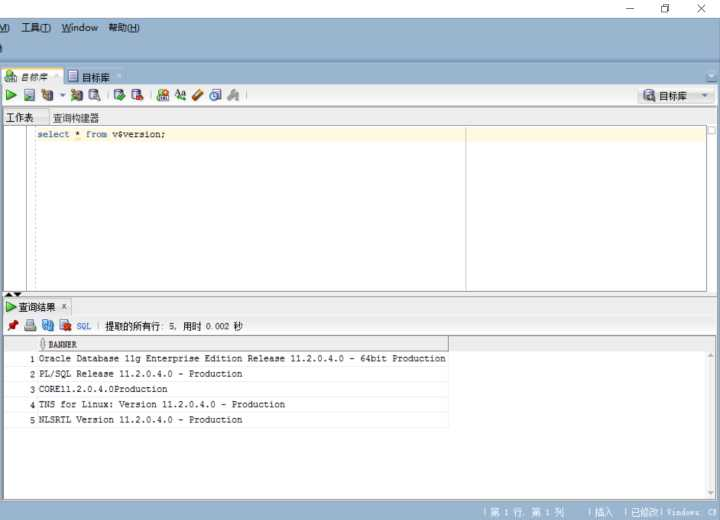 M) 工具(T) Window 帮助(H)
目标库 目标库
目标库
工作表 查询构建器
select * from v$version;
查询结果
SQL 提取的所有行: 5, 用时 0.002 秒
BANNER
1 Oracle Database 11g Enterprise Edition Release 11.2.0.4.0 - 64bit Production
2 PL/SQL Release 11.2.0.4.0 - Production
3 CORE11.2.0.4.0Production
4 TNS for Linux: Version 11.2.0.4.0 - Production
5 NLSRTL Version 11.2.0.4.0 - Production
第 1 行, 第 1 列 | 插入 | 已修改 | Windows: CR